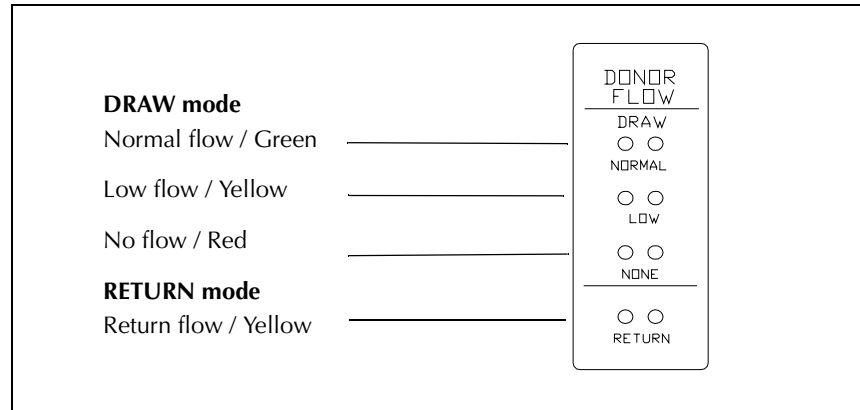 DRAW mode
Normal flow / Green
Low flow / Yellow
No flow / Red
RETURN mode
Return flow / Yellow
DONOR
FLOW
DRAW
NORMAL
LOW
NONE
RETURN